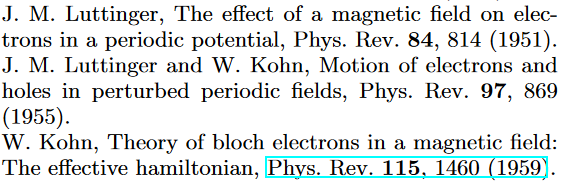 J. M. Luttinger, The effect of a magnetic field on elec-
trons in a periodic potential, Phys. Rev. 84, 814 (1951).
J. M. Luttinger and W. Kohn, Motion of electrons and
holes in perturbed periodic fields, Phys. Rev. 97, 869
(1955).
W. Kohn, Theory of bloch electrons in a magnetic field:
The effective hamiltonian, Phys. Rev. 115, 1460 (1959).